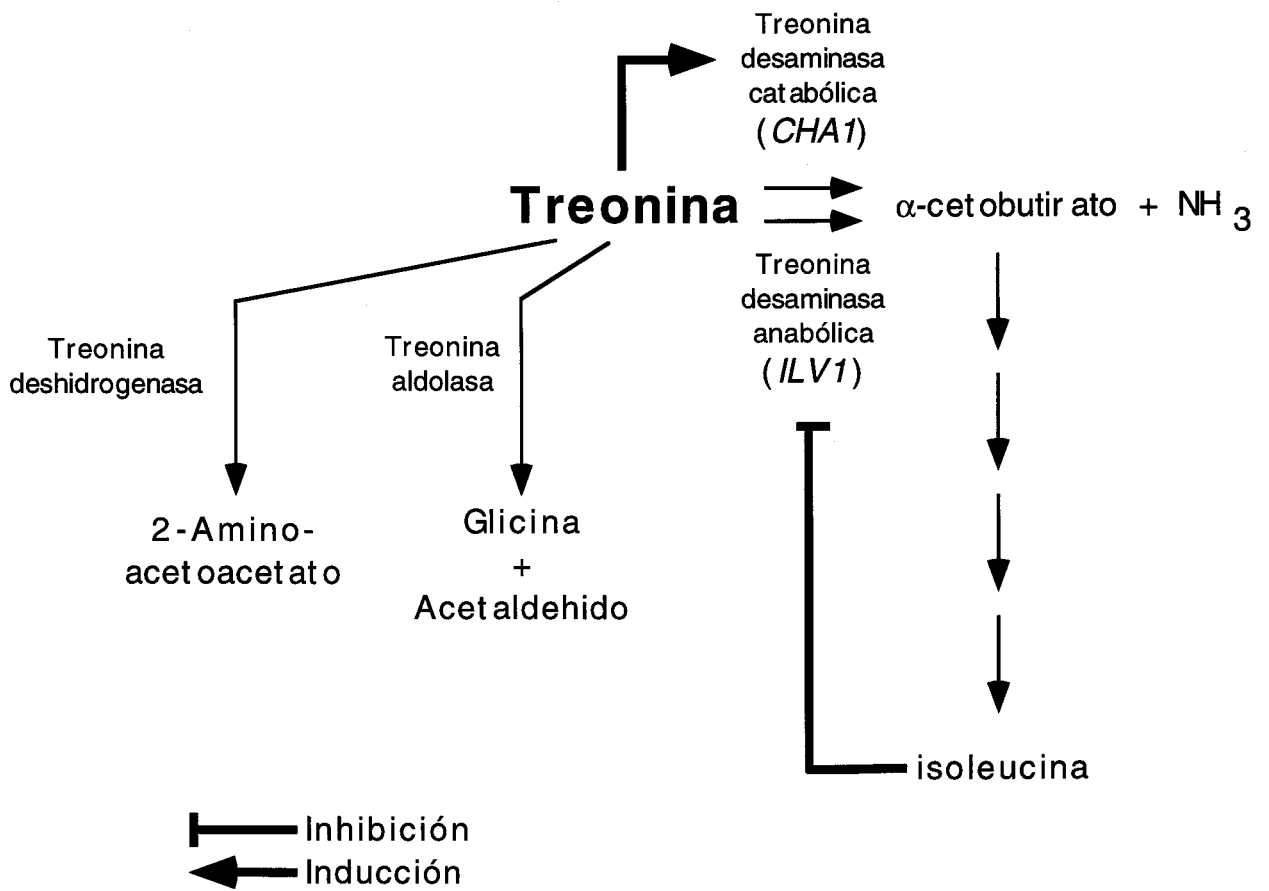 Treonina
desaminasa
catabólica
(CHA1)
Treonina
α-cetobutirato + NH3
Treonina
desaminasa
anabólica
(ILV1)
Treonina
deshidrogenasa
Treonina
aldolasa
2-Amino-
acetoacetato
Glicina
+
Acetaldehido
isoleucina
Inhibición
Inducción